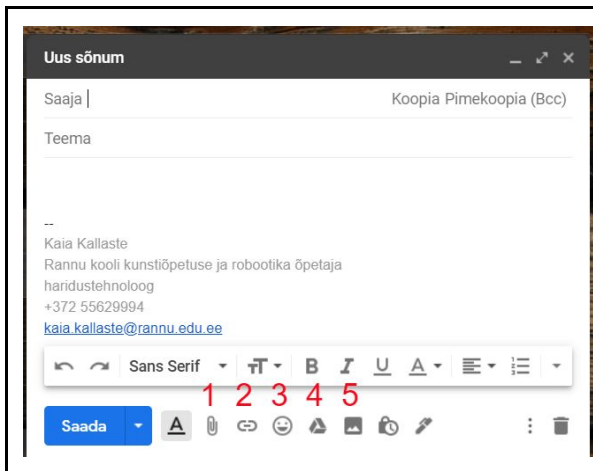 Uus sõnum
Saaja
Koopia Pimekoopia (Bcc)
Teema
--
Kaia Kallaste
Rannu kooli kunstiõpetuse ja robootika õpetaja
haridustehnoloog
+372 55629994
kaia.kallaste@rannu.edu.ee
Sans Serif TT B I U A
1 2 3 4 5
Saada A